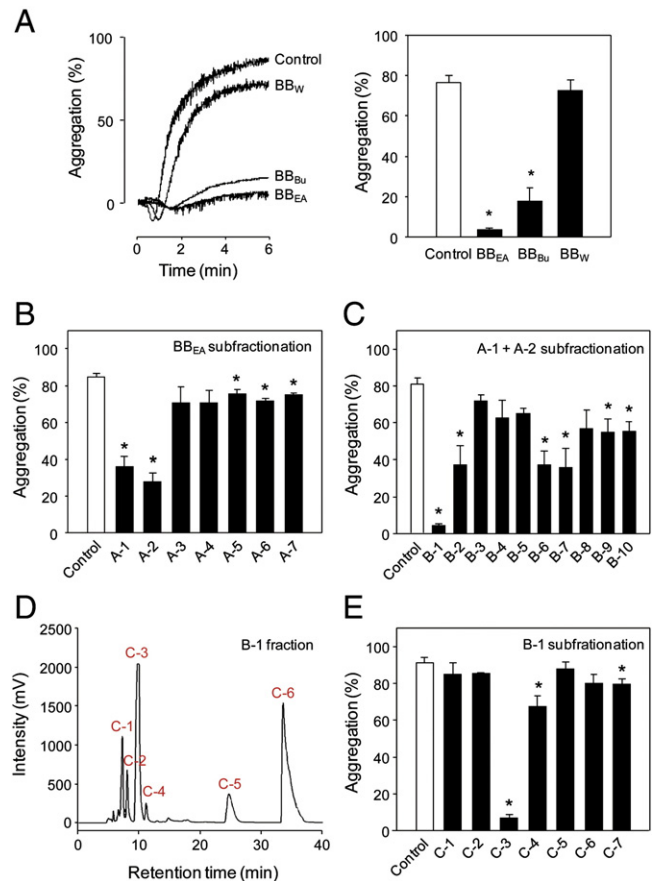 A
Aggregation (%)
100
50
0
Control
BBW
BBBu
BBEA
0 2 4 6
Time (min)
Aggregation (%)
100
80
60
40
20
0
*
*
Control BBEA BBBu BBW
B
BBEA subfractionation
Aggregation (%)
100
80
60
40
20
0
* * * * *
Control A-1 A-2 A-3 A-4 A-5 A-6 A-7
C
A-1 + A-2 subfractionation
Aggregation (%)
100
80
60
40
20
0
* * * * * *
Control B-1 B-2 B-3 B-4 B-5 B-6 B-7 B-8 B-9 B-10
D
B-1 fraction
Intensity (mV)
2500
2000
1500
1000
500
0
C-3
C-1
C-2
C-4
C-5
C-6
0 10 20 30 40
Retention time (min)
E
B-1 subfrationation
Aggregation (%)
100
80
60
40
20
0
* * *
Control C-1 C-2 C-3 C-4 C-5 C-6 C-7